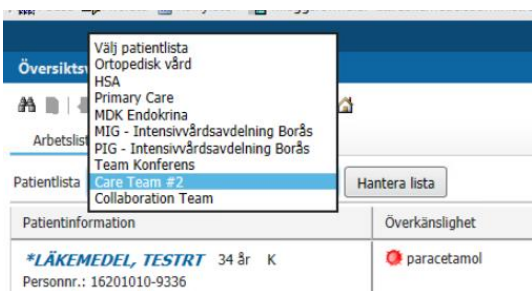 Översikts
Välj patientlista
Ortopedisk vård
HSA
Primary Care
MDK Endokrina
MIG - Intensivvårdsavdelning Borås
PIG - Intensivvårdsavdelning Borås
Team Konferens
Care Team #2
Collaboration Team
Arbetslist
Patientlista
Hantera lista
Patientinformation
Överkänslighet
*LÄKEMEDEL, TESTRT 34 år K
paracetamol
Personnr.: 16201010-9336